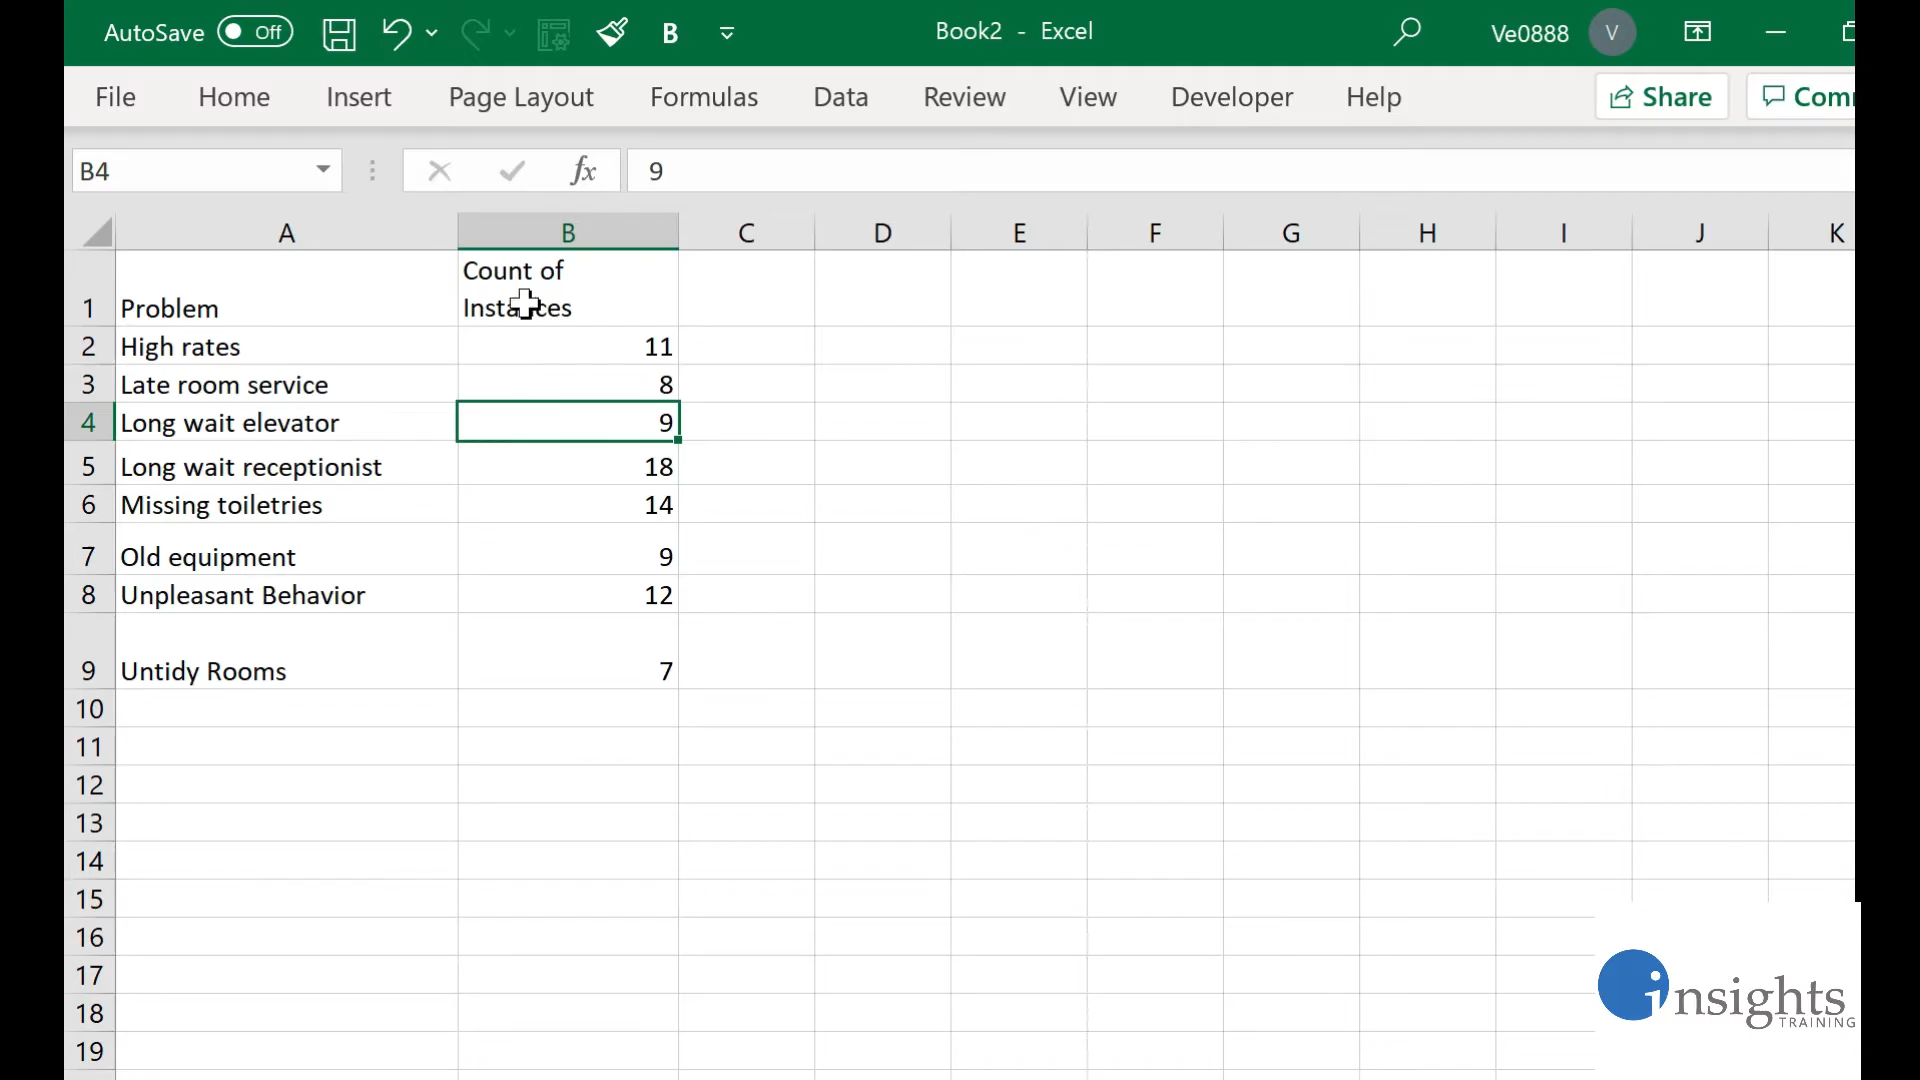 AutoSave Off B Book2 - Excel Ve0888 V
File Home Insert Page Layout Formulas Data Review View Developer Help Share
B4 fx 9
A B C D E F G H I J K
Count of
1 Problem Instances
2 High rates 11
3 Late room service 8
4 Long wait elevator 9
5 Long wait receptionist 18
6 Missing toiletries 14
7 Old equipment 9
8 Unpleasant Behavior 12
9 Untidy Rooms 7
10
11
12
13
14
15
16
17
18
19
insights
TRAINING